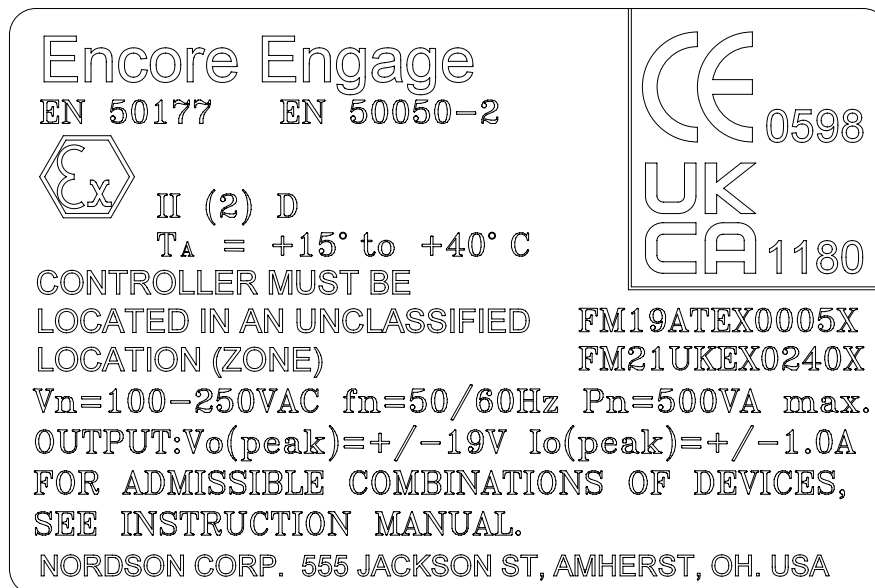 Encore Engage
EN 50177 EN 50050-2
CE 0598
Ex
II (2) D
UK
CA 1180
TA = +15° to +40° C
CONTROLLER MUST BE
LOCATED IN AN UNCLASSIFIED
LOCATION (ZONE)
FM19ATEX0005X
FM21UKEX0240X
Vn=100-250VAC fn=50/60Hz Pn=500VA max.
OUTPUT:Vo(peak)=+/-19V Io(peak)=+/-1.0A
FOR ADMISSIBLE COMBINATIONS OF DEVICES,
SEE INSTRUCTION MANUAL.
NORDSON CORP. 555 JACKSON ST, AMHERST, OH. USA